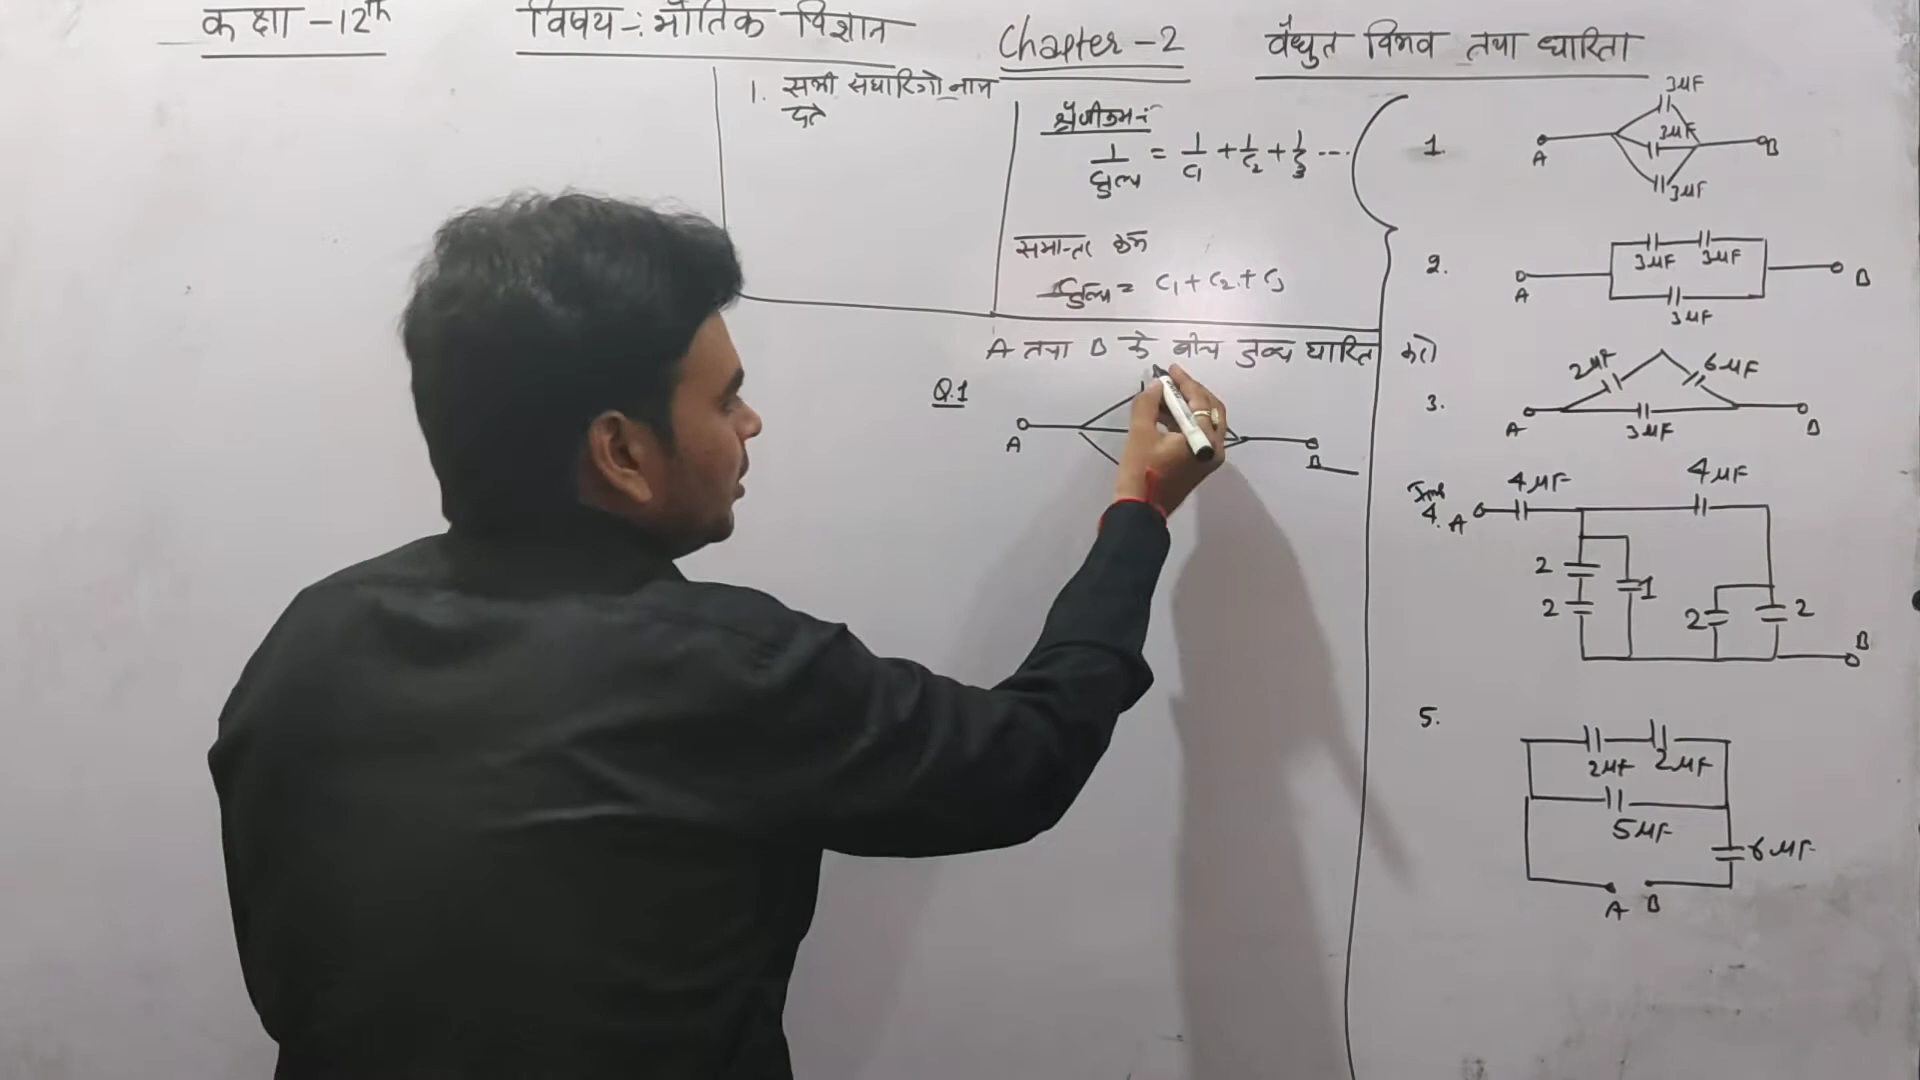 कक्षा -12th विषय -: भौतिक विज्ञान Chapter -2 वैधुत विभव तथा धारिता
1. सभी संधारित्रो नाम
देते
श्रेणीक्रम -:
1/ = 1/C1 + 1/C2 + 1/C3 ....
क्रम
= C1 + C2 + C3
A तथा B के बीच तुल्य धारिता
Q.1
A
B
1.
3μF
3μF
3μF
A
B
2.
3μF 3μF
3μF
A
B
3.
2μF 6μF
3μF
A
B
4.
4μF 4μF
A
2
2
1
2 2
B
5.
2μF 2μF
5μF
6μF
A B